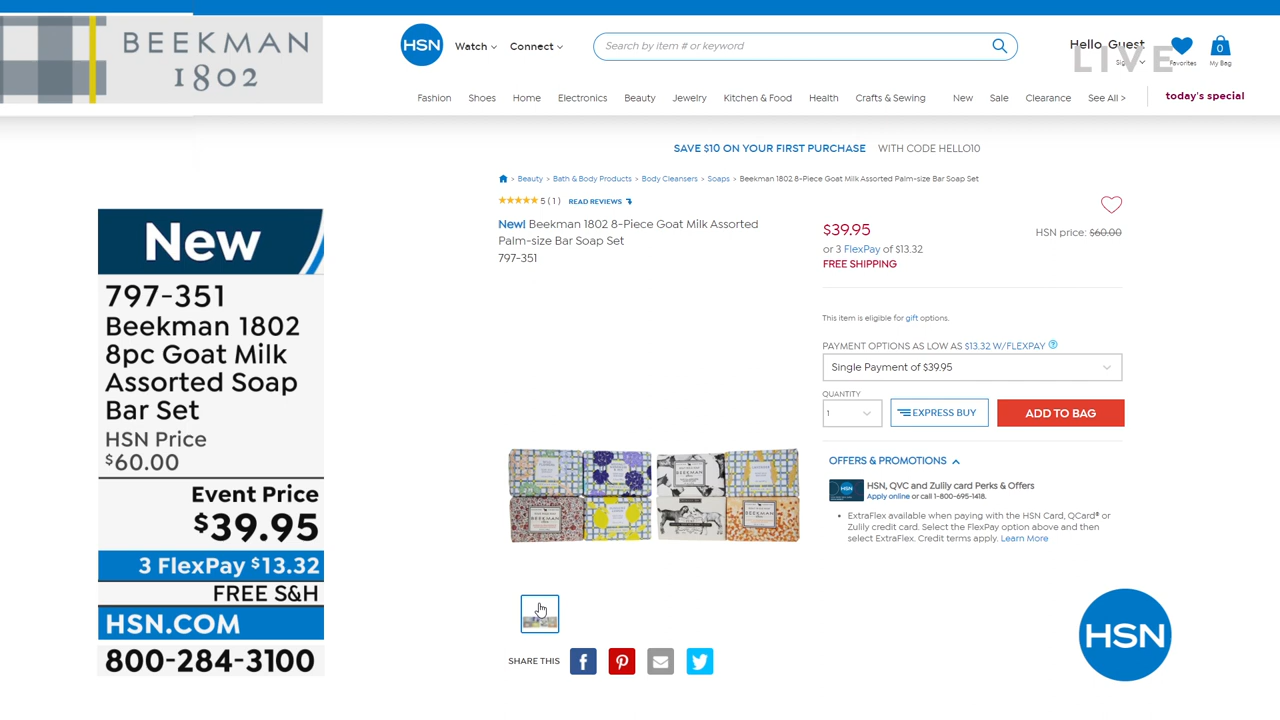 BEEKMAN
1802
HSN
Watch
Connect
Search by item # or keyword
Hello, Guest
LIVE
Favorites
0
My Bag
Fashion
Shoes
Home
Electronics
Beauty
Jewelry
Kitchen & Food
Health
Crafts & Sewing
New
Sale
Clearance
See All >
today's special
SAVE $10 ON YOUR FIRST PURCHASE WITH CODE HELLO10
> Beauty > Bath & Body Products > Body Cleansers > Soaps > Beekman 1802 8-Piece Goat Milk Assorted Palm-size Bar Soap Set
5 ( 1 ) READ REVIEWS
New! Beekman 1802 8-Piece Goat Milk Assorted
Palm-size Bar Soap Set
797-351
$39.95
HSN price: $60.00
or 3 FlexPay of $13.32
FREE SHIPPING
This item is eligible for gift options.
PAYMENT OPTIONS AS LOW AS $13.32 W/FLEXPAY ?
Single Payment of $39.95
QUANTITY
1
EXPRESS BUY
ADD TO BAG
OFFERS & PROMOTIONS
HSN
HSN, QVC and Zulily card Perks & Offers
Apply online or call 1-800-695-1418.
• ExtraFlex available when paying with the HSN Card, QCard® or
Zulily credit card. Select the FlexPay option above and then
select ExtraFlex. Credit terms apply. Learn More
BEEKMAN
BEEKMAN
BEEKMAN
SHARE THIS
New
797-351
Beekman 1802
8pc Goat Milk
Assorted Soap
Bar Set
HSN Price
$60.00
Event Price
$39.95
3 FlexPay $13.32
FREE S&H
HSN.COM
800-284-3100
HSN